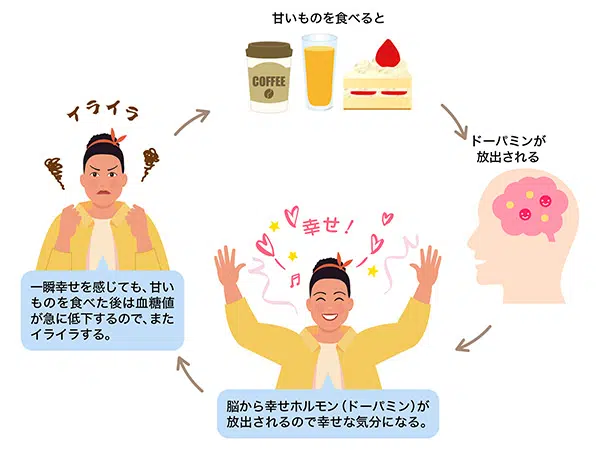 甘いものを食べると
COFFEE
ドーパミンが
放出される
幸せ！
脳から幸せホルモン（ドーパミン）が
放出されるので幸せな気分になる。
イライラ
一瞬幸せを感じても、甘い
ものを食べた後は血糖値
が急に低下するので、また
イライラする。